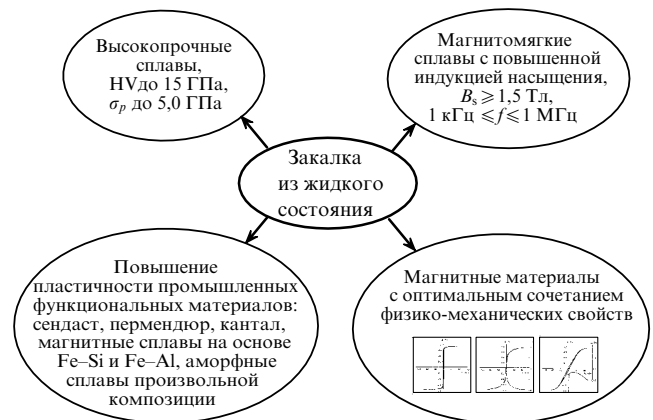 Высокопрочные
сплавы,
HVдо 15 ГПа,
σp до 5,0 ГПа
Магнитомягкие
сплавы с повышенной
индукцией насыщения,
Bs ⩾ 1,5 Тл,
1 кГц ⩽ f ⩽ 1 МГц
Закалка
из жидкого
состояния
Повышение
пластичности промышленных
функциональных материалов:
сендаст, пермендюр, кантал,
магнитные сплавы на основе
Fe–Si и Fe–Al, аморфные
сплавы произвольной
композиции
Магнитные материалы
с оптимальным сочетанием
физико-механических свойств